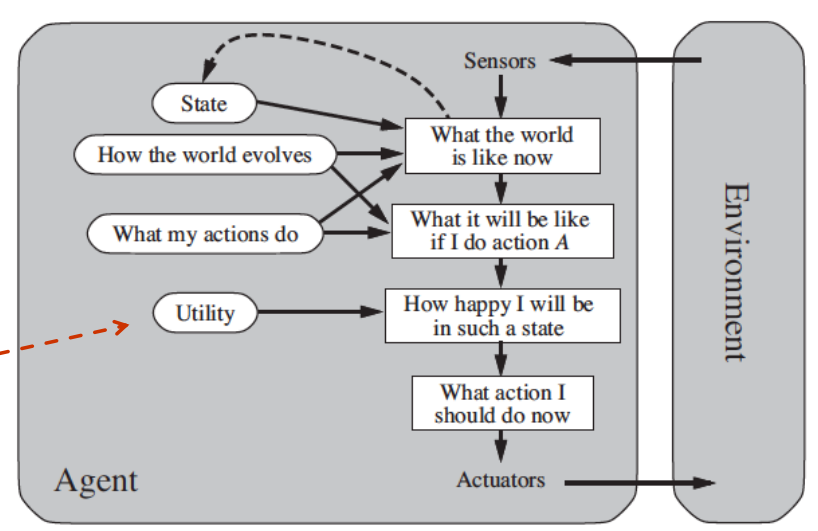 Sensors
State
What the world
is like now
How the world evolves
What my actions do
What it will be like
if I do action A
Utility
How happy I will be
in such a state
What action I
should do now
Agent
Actuators
Environment